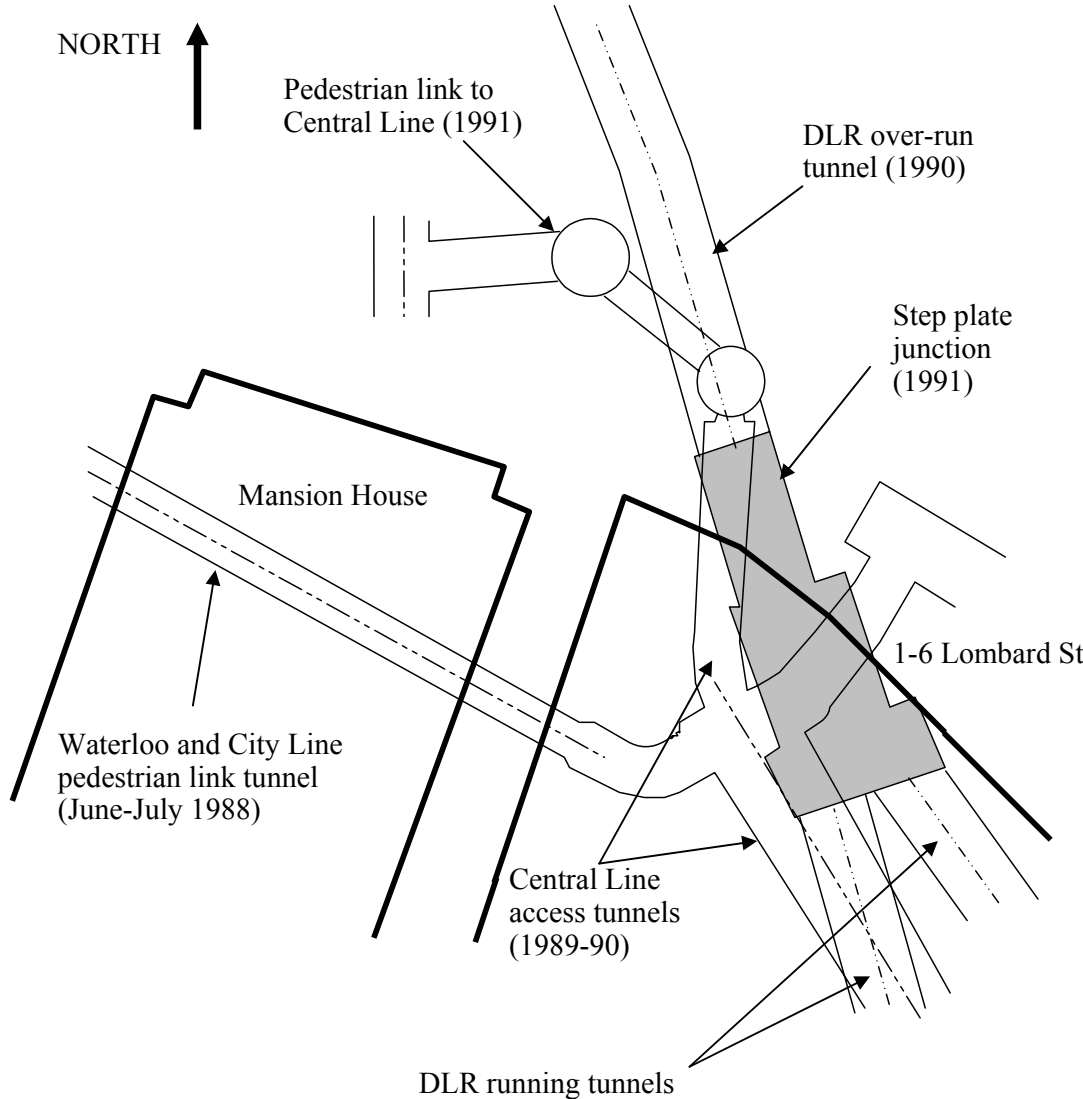 NORTH
Pedestrian link to
Central Line (1991)
DLR over-run
tunnel (1990)
Step plate
junction
(1991)
Mansion House
1-6 Lombard St
Waterloo and City Line
pedestrian link tunnel
(June-July 1988)
Central Line
access tunnels
(1989-90)
DLR running tunnels